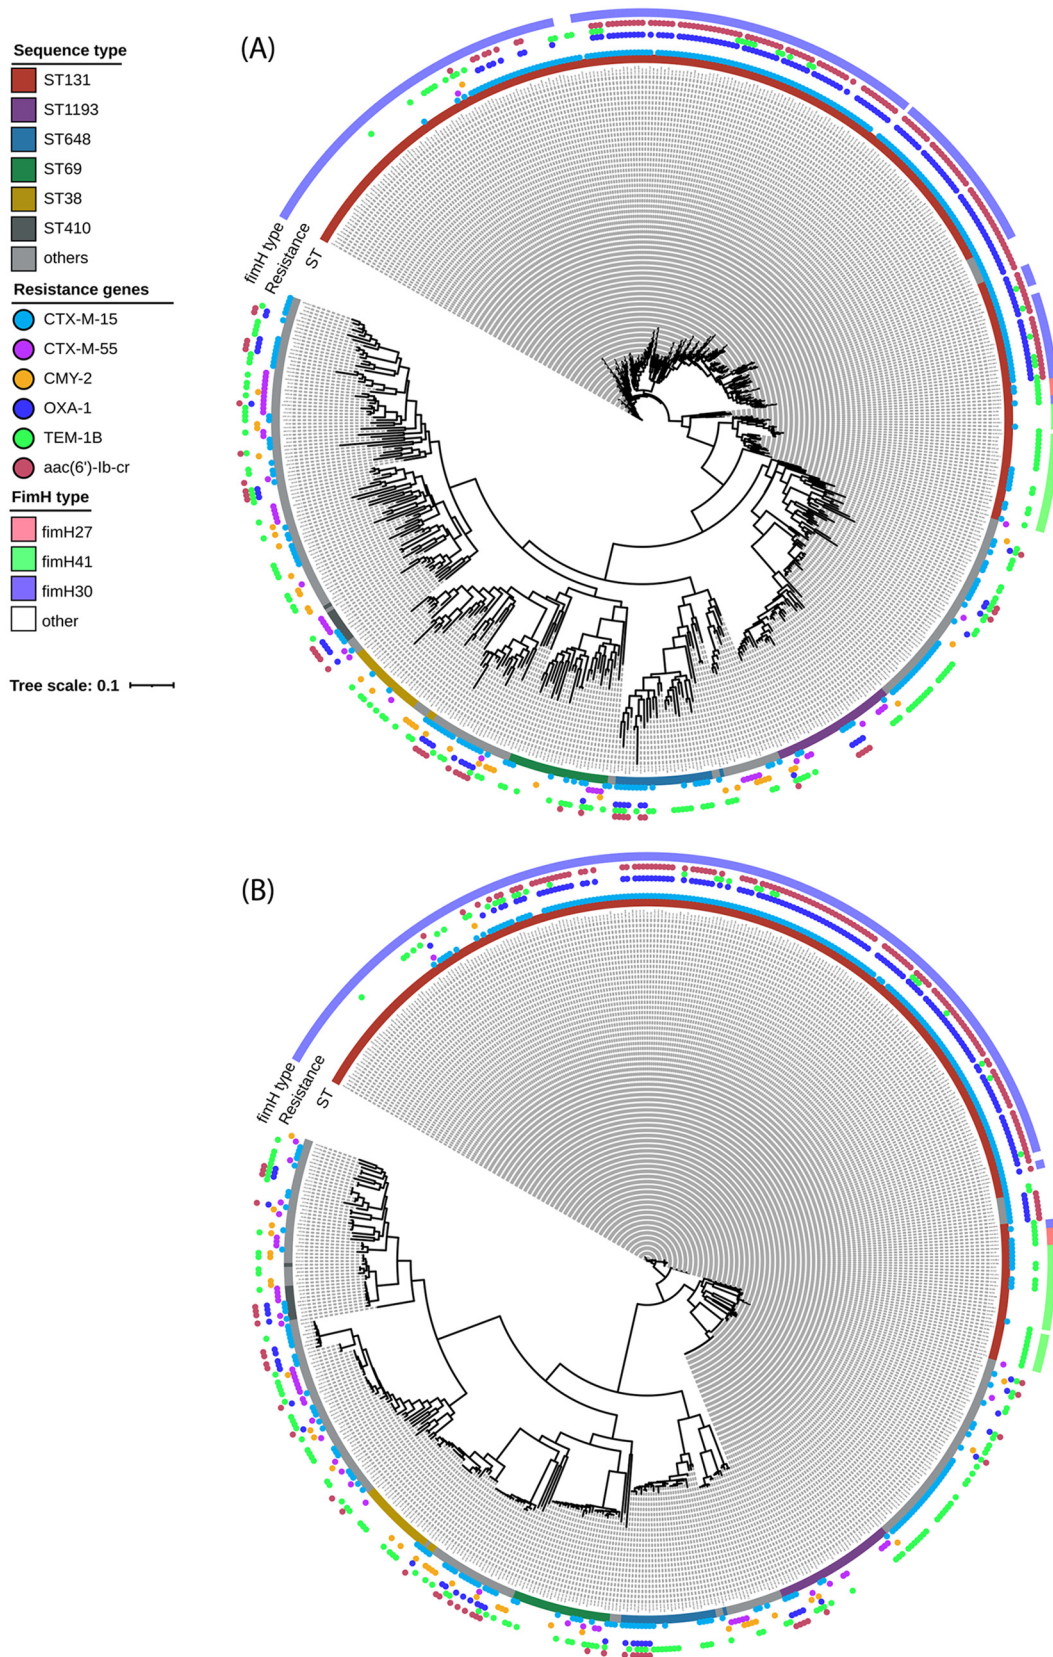 Sequence type
ST131
ST1193
ST648
ST69
ST38
ST410
others
Resistance genes
CTX-M-15
CTX-M-55
CMY-2
OXA-1
TEM-1B
aac(6')-Ib-cr
FimH type
fimH27
fimH41
fimH30
other
Tree scale: 0.1
(A)
fimH type
Resistance
ST
(B)
fimH type
Resistance
ST